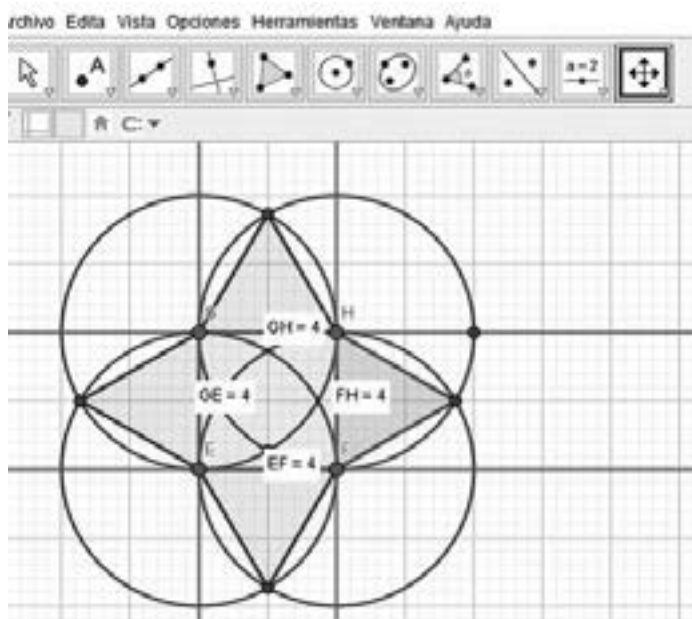 rchivo Edita Vista Opciones Herramientas Ventana Ayuda
A a=2
C:
G H
GH = 4
GE = 4 FH = 4
E F
EF = 4